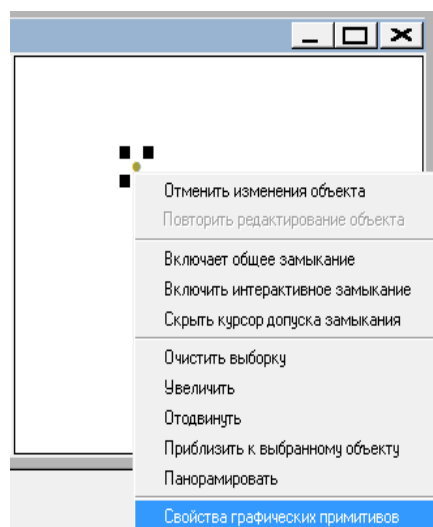 Отменить изменения объекта
Повторить редактирование объекта
Включает общее замыкание
Включить интерактивное замыкание
Скрыть курсор допуска замыкания
Очистить выборку
Увеличить
Отодвинуть
Приблизить к выбранному объекту
Панорамировать
Свойства графических примитивов